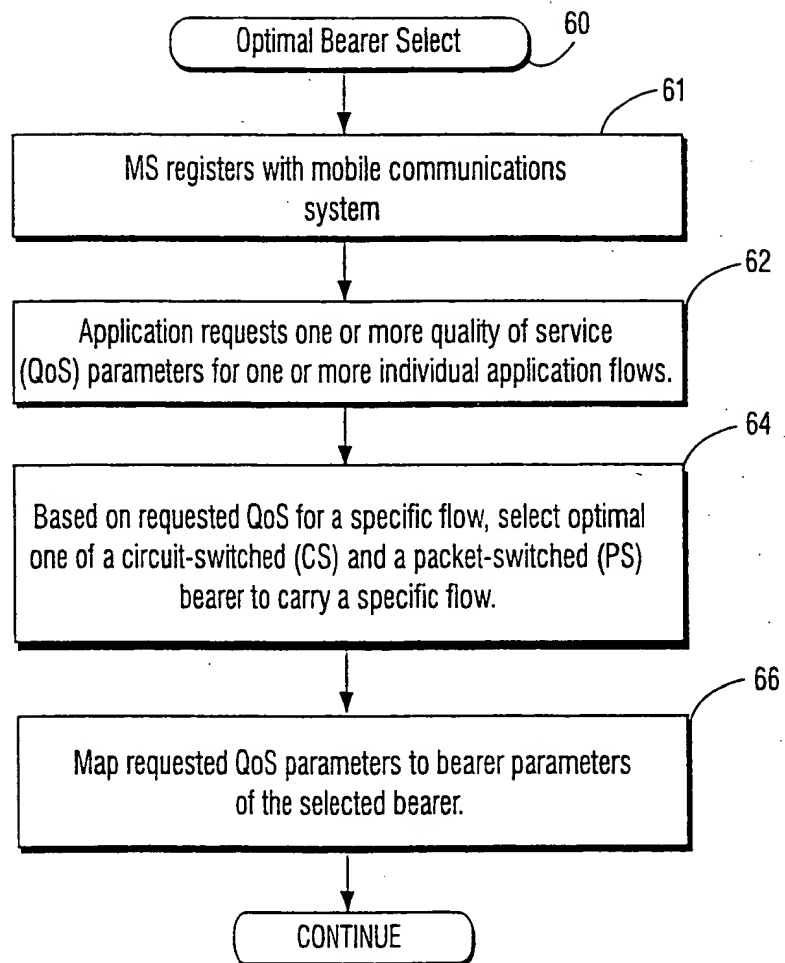 Optimal Bearer Select
60
61
MS registers with mobile communications
system
62
Application requests one or more quality of service
(QoS) parameters for one or more individual application flows.
64
Based on requested QoS for a specific flow, select optimal
one of a circuit-switched (CS) and a packet-switched (PS)
bearer to carry a specific flow.
66
Map requested QoS parameters to bearer parameters
of the selected bearer.
CONTINUE